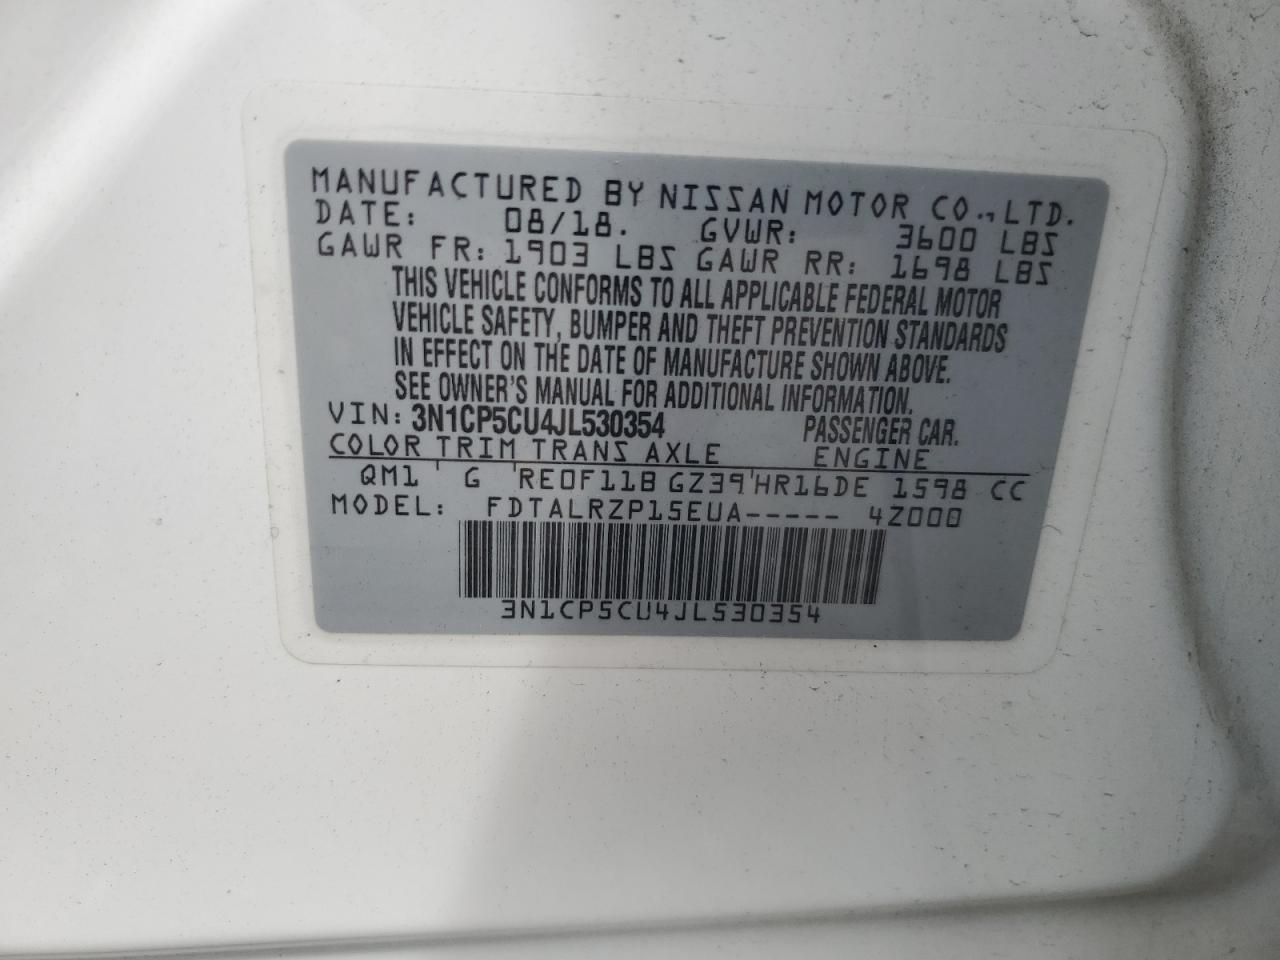 MANUFACTURED BY NISSAN MOTOR CO., LTD.
DATE: 08/18. GVWR: 3600 LBS
GAWR FR: 1903 LBS GAWR RR: 1698 LBS
THIS VEHICLE CONFORMS TO ALL APPLICABLE FEDERAL MOTOR
VEHICLE SAFETY, BUMPER AND THEFT PREVENTION STANDARDS
IN EFFECT ON THE DATE OF MANUFACTURE SHOWN ABOVE.
SEE OWNER'S MANUAL FOR ADDITIONAL INFORMATION.
VIN: 3N1CP5CU4JL530354 PASSENGER CAR.
COLOR TRIM TRANS AXLE ENGINE
QM1 ' G ' RE0F11B GZ39 ' HR16DE 1598 CC
MODEL: FDTALRZP15EUA----- 4Z000
3N1CP5CU4JL530354